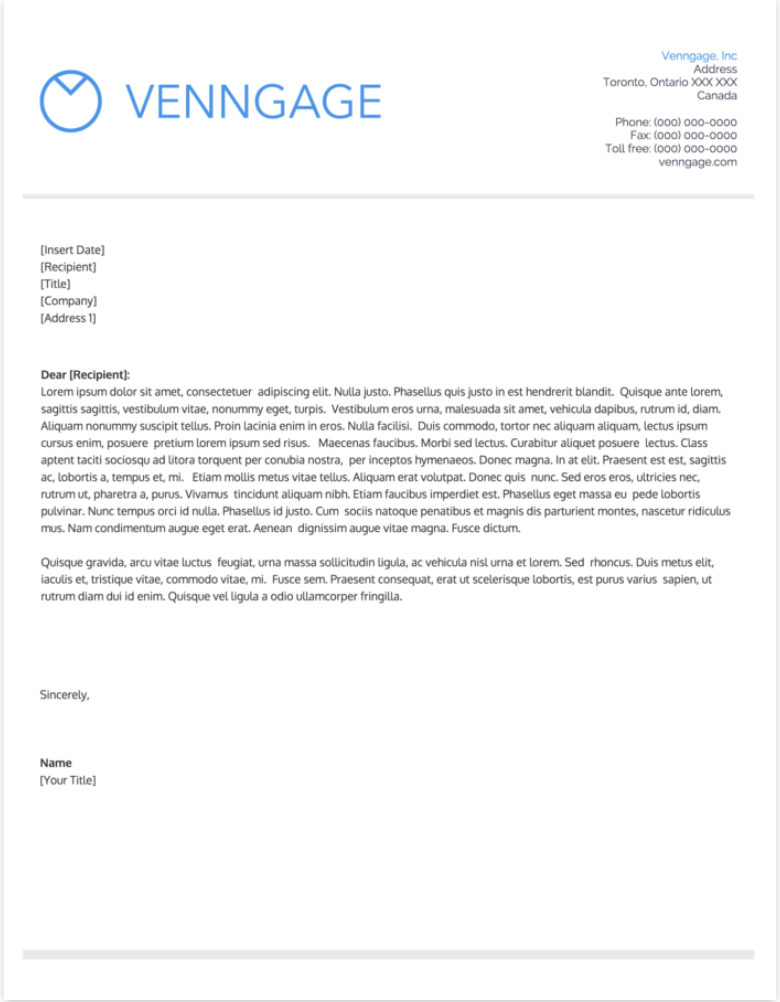 VENNGAGE
Venngage, Inc
Address
Toronto, Ontario XXX XXX
Canada
Phone: (000) 000-0000
Fax: (000) 000-0000
Toll free: (000) 000-0000
venngage.com
[Insert Date]
[Recipient]
[Title]
[Company]
[Address 1]
Dear [Recipient]:
Lorem ipsum dolor sit amet, consectetuer  adipiscing elit. Nulla justo. Phasellus quis justo in est hendrerit blandit.  Quisque ante lorem,
sagittis sagittis, vestibulum vitae, nonummy eget, turpis.  Vestibulum eros urna, malesuada sit amet, vehicula dapibus, rutrum id, diam.
Aliquam nonummy suscipit tellus. Proin lacinia enim in eros. Nulla facilisi.  Duis commodo, tortor nec aliquam aliquam, lectus ipsum
cursus enim, posuere  pretium lorem ipsum sed risus.   Maecenas faucibus. Morbi sed lectus. Curabitur aliquet posuere  lectus. Class
aptent taciti sociosqu ad litora torquent per conubia nostra,  per inceptos hymenaeos. Donec magna. In at elit. Praesent est est, sagittis
ac, lobortis a, tempus et, mi.   Etiam mollis metus vitae tellus. Aliquam erat volutpat. Donec quis  nunc. Sed eros eros, ultricies nec,
rutrum ut, pharetra a, purus. Vivamus  tincidunt aliquam nibh. Etiam faucibus imperdiet est. Phasellus eget massa eu  pede lobortis
pulvinar. Nunc tempus orci id nulla. Phasellus id justo. Cum  sociis natoque penatibus et magnis dis parturient montes, nascetur ridiculus
mus. Nam condimentum augue eget erat. Aenean  dignissim augue vitae magna. Fusce dictum.
Quisque gravida, arcu vitae luctus  feugiat, urna massa sollicitudin ligula, ac vehicula nisl urna et lorem. Sed  rhoncus. Duis metus elit,
iaculis et, tristique vitae, commodo vitae, mi.  Fusce sem. Praesent consequat, erat ut scelerisque lobortis, est purus varius  sapien, ut
rutrum diam dui id enim. Quisque vel ligula a odio ullamcorper fringilla.
Sincerely,
Name
[Your Title]